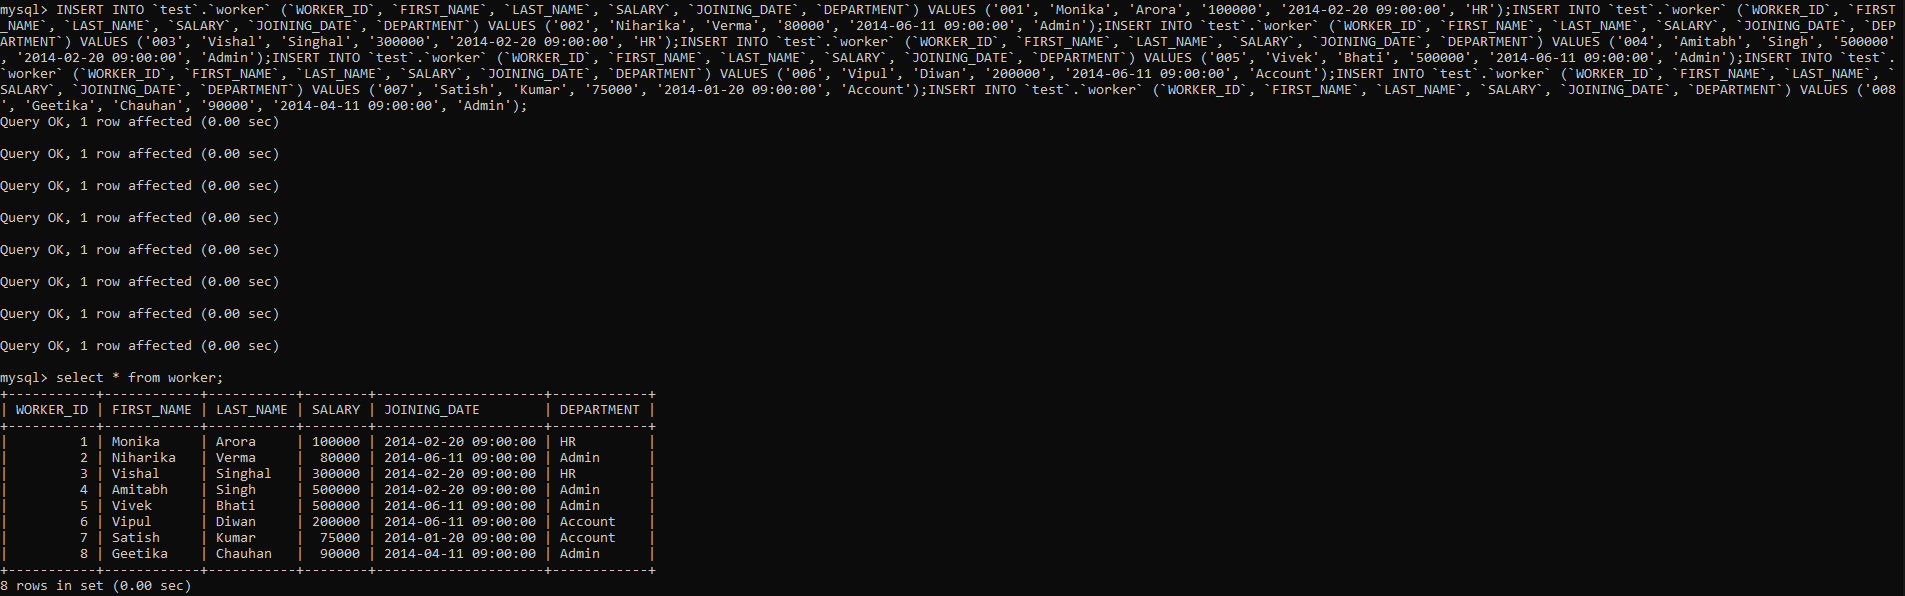 mysql> INSERT INTO `test`.`worker` (`WORKER_ID`, `FIRST_NAME`, `LAST_NAME`, `SALARY`, `JOINING_DATE`, `DEPARTMENT`) VALUES ('001', 'Monika', 'Arora', '100000', '2014-02-20 09:00:00', 'HR');INSERT INTO `test`.`worker` (`WORKER_ID`, `FIRST
_NAME`, `LAST_NAME`, `SALARY`, `JOINING_DATE`, `DEPARTMENT`) VALUES ('002', 'Niharika', 'Verma', '80000', '2014-06-11 09:00:00', 'Admin');INSERT INTO `test`.`worker` (`WORKER_ID`, `FIRST_NAME`, `LAST_NAME`, `SALARY`, `JOINING_DATE`, `DEP
ARTMENT`) VALUES ('003', 'Vishal', 'Singhal', '300000', '2014-02-20 09:00:00', 'HR');INSERT INTO `test`.`worker` (`WORKER_ID`, `FIRST_NAME`, `LAST_NAME`, `SALARY`, `JOINING_DATE`, `DEPARTMENT`) VALUES ('004', 'Amitabh', 'Singh', '500000'
, '2014-02-20 09:00:00', 'Admin');INSERT INTO `test`.`worker` (`WORKER_ID`, `FIRST_NAME`, `LAST_NAME`, `SALARY`, `JOINING_DATE`, `DEPARTMENT`) VALUES ('005', 'Vivek', 'Bhati', '500000', '2014-06-11 09:00:00', 'Admin');INSERT INTO `test`.
`worker` (`WORKER_ID`, `FIRST_NAME`, `LAST_NAME`, `SALARY`, `JOINING_DATE`, `DEPARTMENT`) VALUES ('006', 'Vipul', 'Diwan', '200000', '2014-06-11 09:00:00', 'Account');INSERT INTO `test`.`worker` (`WORKER_ID`, `FIRST_NAME`, `LAST_NAME`, `
SALARY`, `JOINING_DATE`, `DEPARTMENT`) VALUES ('007', 'Satish', 'Kumar', '75000', '2014-01-20 09:00:00', 'Account');INSERT INTO `test`.`worker` (`WORKER_ID`, `FIRST_NAME`, `LAST_NAME`, `SALARY`, `JOINING_DATE`, `DEPARTMENT`) VALUES ('008
', 'Geetika', 'Chauhan', '90000', '2014-04-11 09:00:00', 'Admin');
Query OK, 1 row affected (0.00 sec)
Query OK, 1 row affected (0.00 sec)
Query OK, 1 row affected (0.00 sec)
Query OK, 1 row affected (0.00 sec)
Query OK, 1 row affected (0.00 sec)
Query OK, 1 row affected (0.00 sec)
Query OK, 1 row affected (0.00 sec)
Query OK, 1 row affected (0.00 sec)
mysql> select * from worker;
+-----------+------------+-----------+--------+---------------------+------------+
| WORKER_ID | FIRST_NAME | LAST_NAME | SALARY | JOINING_DATE        | DEPARTMENT |
+-----------+------------+-----------+--------+---------------------+------------+
|         1 | Monika     | Arora     | 100000 | 2014-02-20 09:00:00 | HR         |
|         2 | Niharika   | Verma     |  80000 | 2014-06-11 09:00:00 | Admin      |
|         3 | Vishal     | Singhal   | 300000 | 2014-02-20 09:00:00 | HR         |
|         4 | Amitabh    | Singh     | 500000 | 2014-02-20 09:00:00 | Admin      |
|         5 | Vivek      | Bhati     | 500000 | 2014-06-11 09:00:00 | Admin      |
|         6 | Vipul      | Diwan     | 200000 | 2014-06-11 09:00:00 | Account    |
|         7 | Satish     | Kumar     |  75000 | 2014-01-20 09:00:00 | Account    |
|         8 | Geetika    | Chauhan   |  90000 | 2014-04-11 09:00:00 | Admin      |
+-----------+------------+-----------+--------+---------------------+------------+
8 rows in set (0.00 sec)